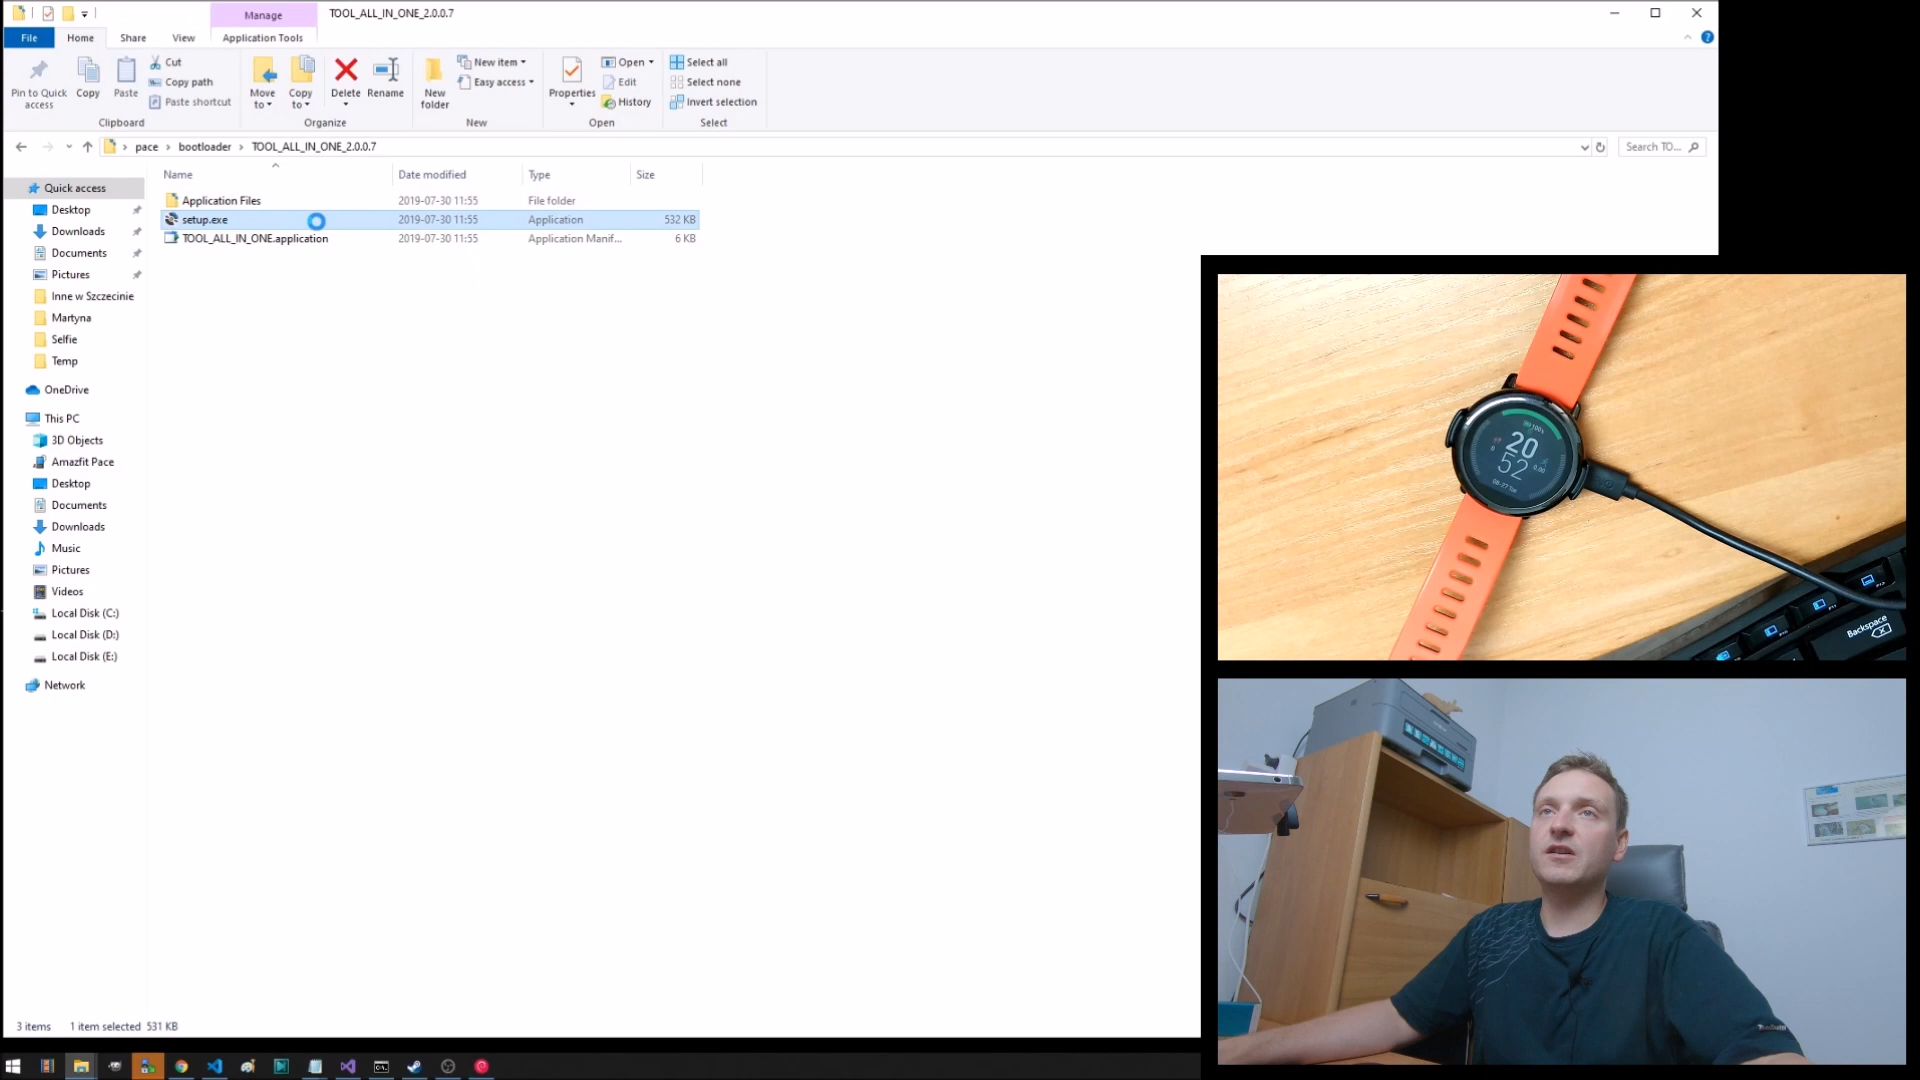 Manage
TOOL_ALL_IN_ONE_2.0.0.7
File
Home
Share
View
Application Tools
Pin to Quick access
Copy
Paste
Cut
Copy path
Paste shortcut
Clipboard
Move to
Copy to
Delete
Rename
Organize
New folder
New item
Easy access
New
Properties
Open
Edit
History
Open
Select all
Select none
Invert selection
Select
pace
bootloader
TOOL_ALL_IN_ONE_2.0.0.7
Search TO...
Name
Date modified
Type
Size
Application Files
2019-07-30 11:55
File folder
setup.exe
2019-07-30 11:55
Application
532 KB
TOOL_ALL_IN_ONE.application
2019-07-30 11:55
Application Manif...
6 KB
Quick access
Desktop
Downloads
Documents
Pictures
Inne w Szczecinie
Martyna
Selfie
Temp
OneDrive
This PC
3D Objects
Amazfit Pace
Desktop
Documents
Downloads
Music
Pictures
Videos
Local Disk (C:)
Local Disk (D:)
Local Disk (E:)
Network
3 items
1 item selected 531 KB
100%
20
52
0.00
08-27 Tue
Backspace